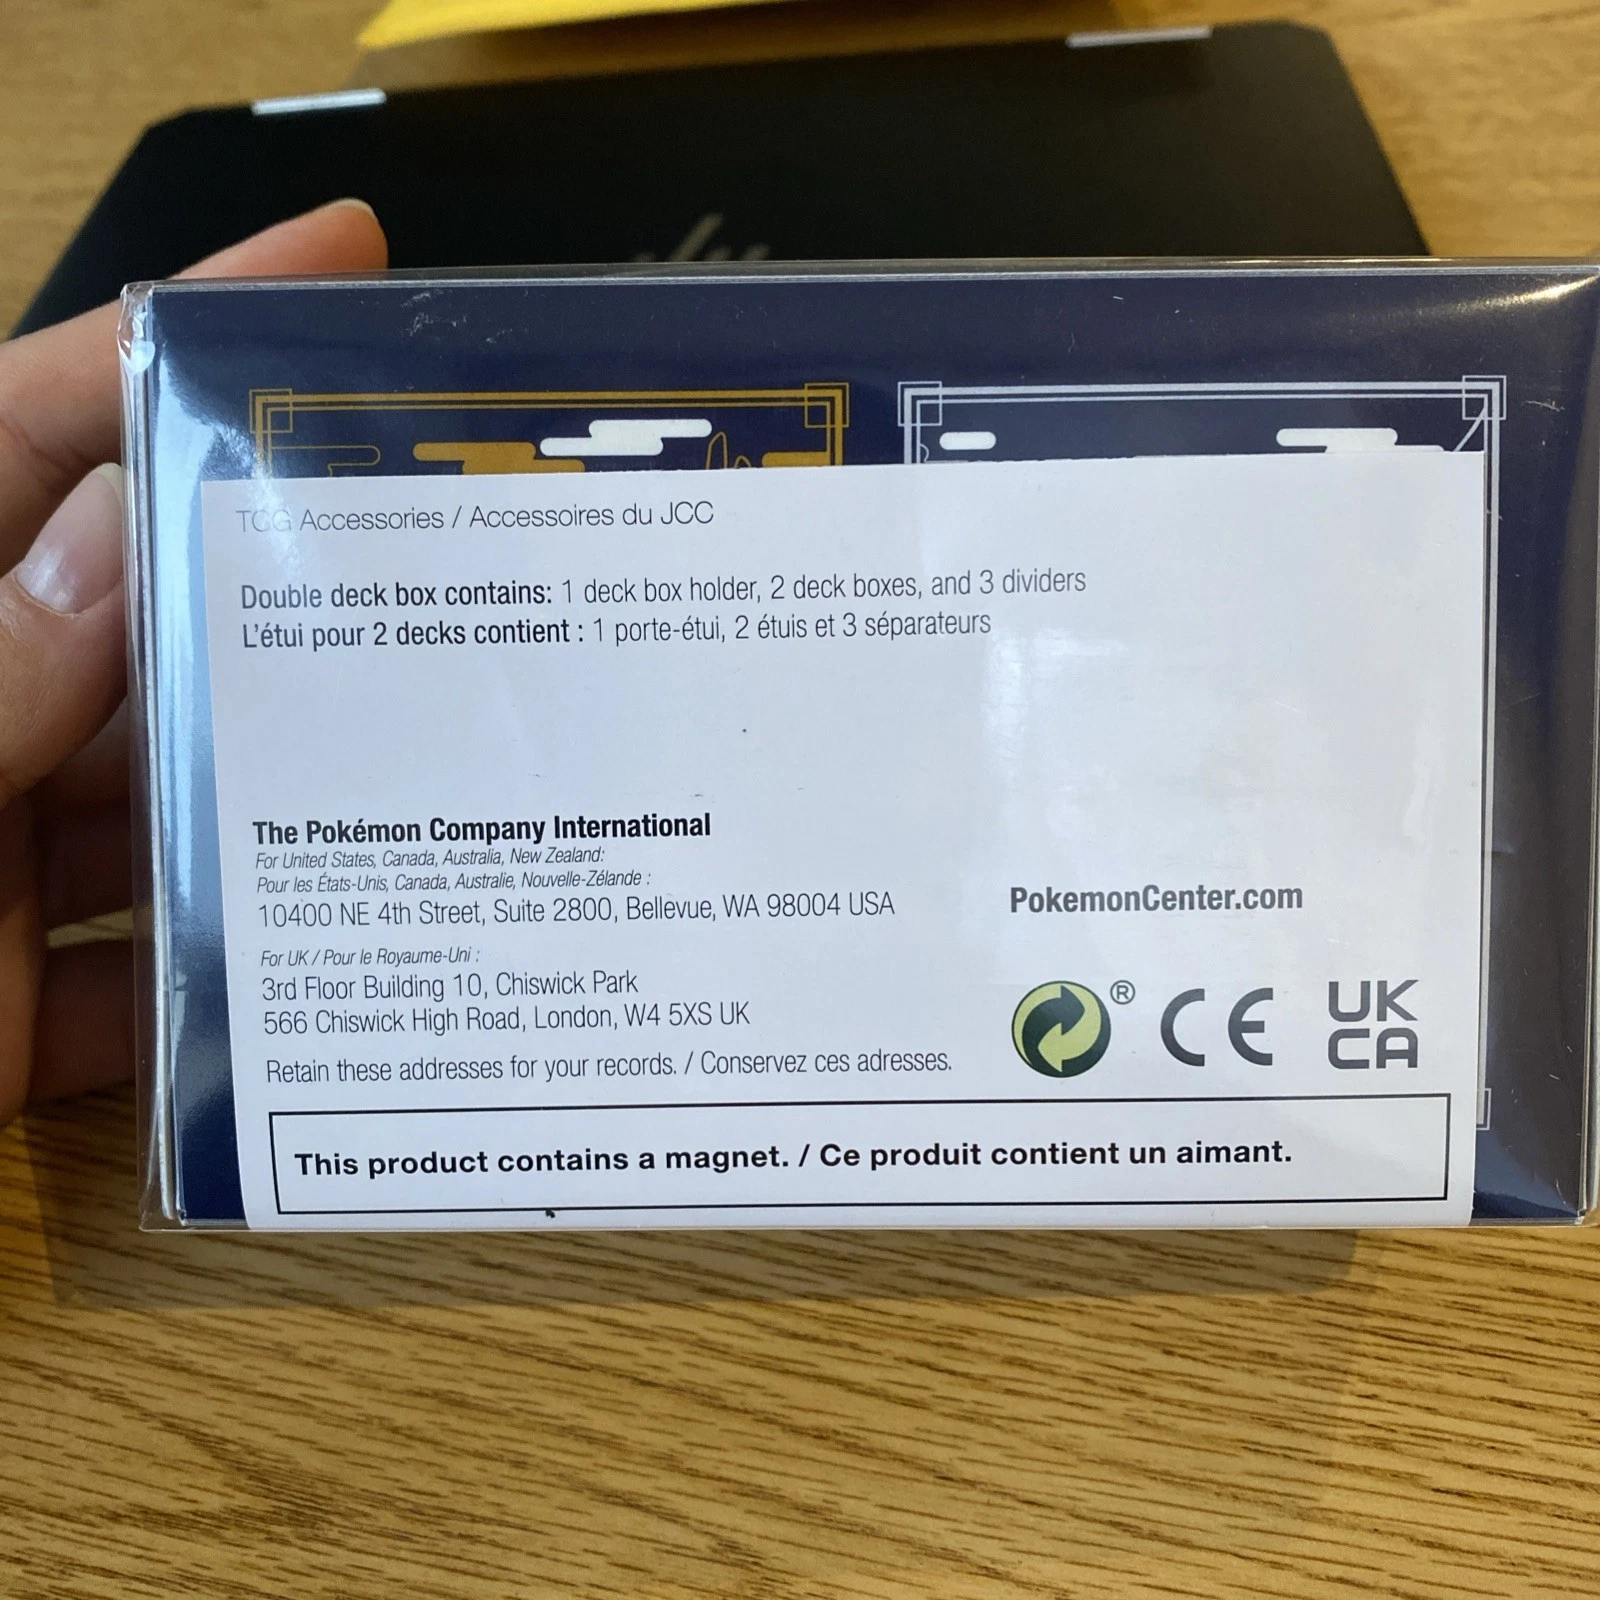 TCG Accessories / Accessoires du JCC
Double deck box contains: 1 deck box holder, 2 deck boxes, and 3 dividers
L'étui pour 2 decks contient : 1 porte-étui, 2 étuis et 3 séparateurs
The Pokémon Company International
For United States, Canada, Australia, New Zealand:
Pour les États-Unis, Canada, Australie, Nouvelle-Zélande :
10400 NE 4th Street, Suite 2800, Bellevue, WA 98004 USA
PokemonCenter.com
For UK / Pour le Royaume-Uni :
3rd Floor Building 10, Chiswick Park
566 Chiswick High Road, London, W4 5XS UK
Retain these addresses for your records. / Conservez ces adresses.
® CE UK
CA
This product contains a magnet. / Ce produit contient un aimant.